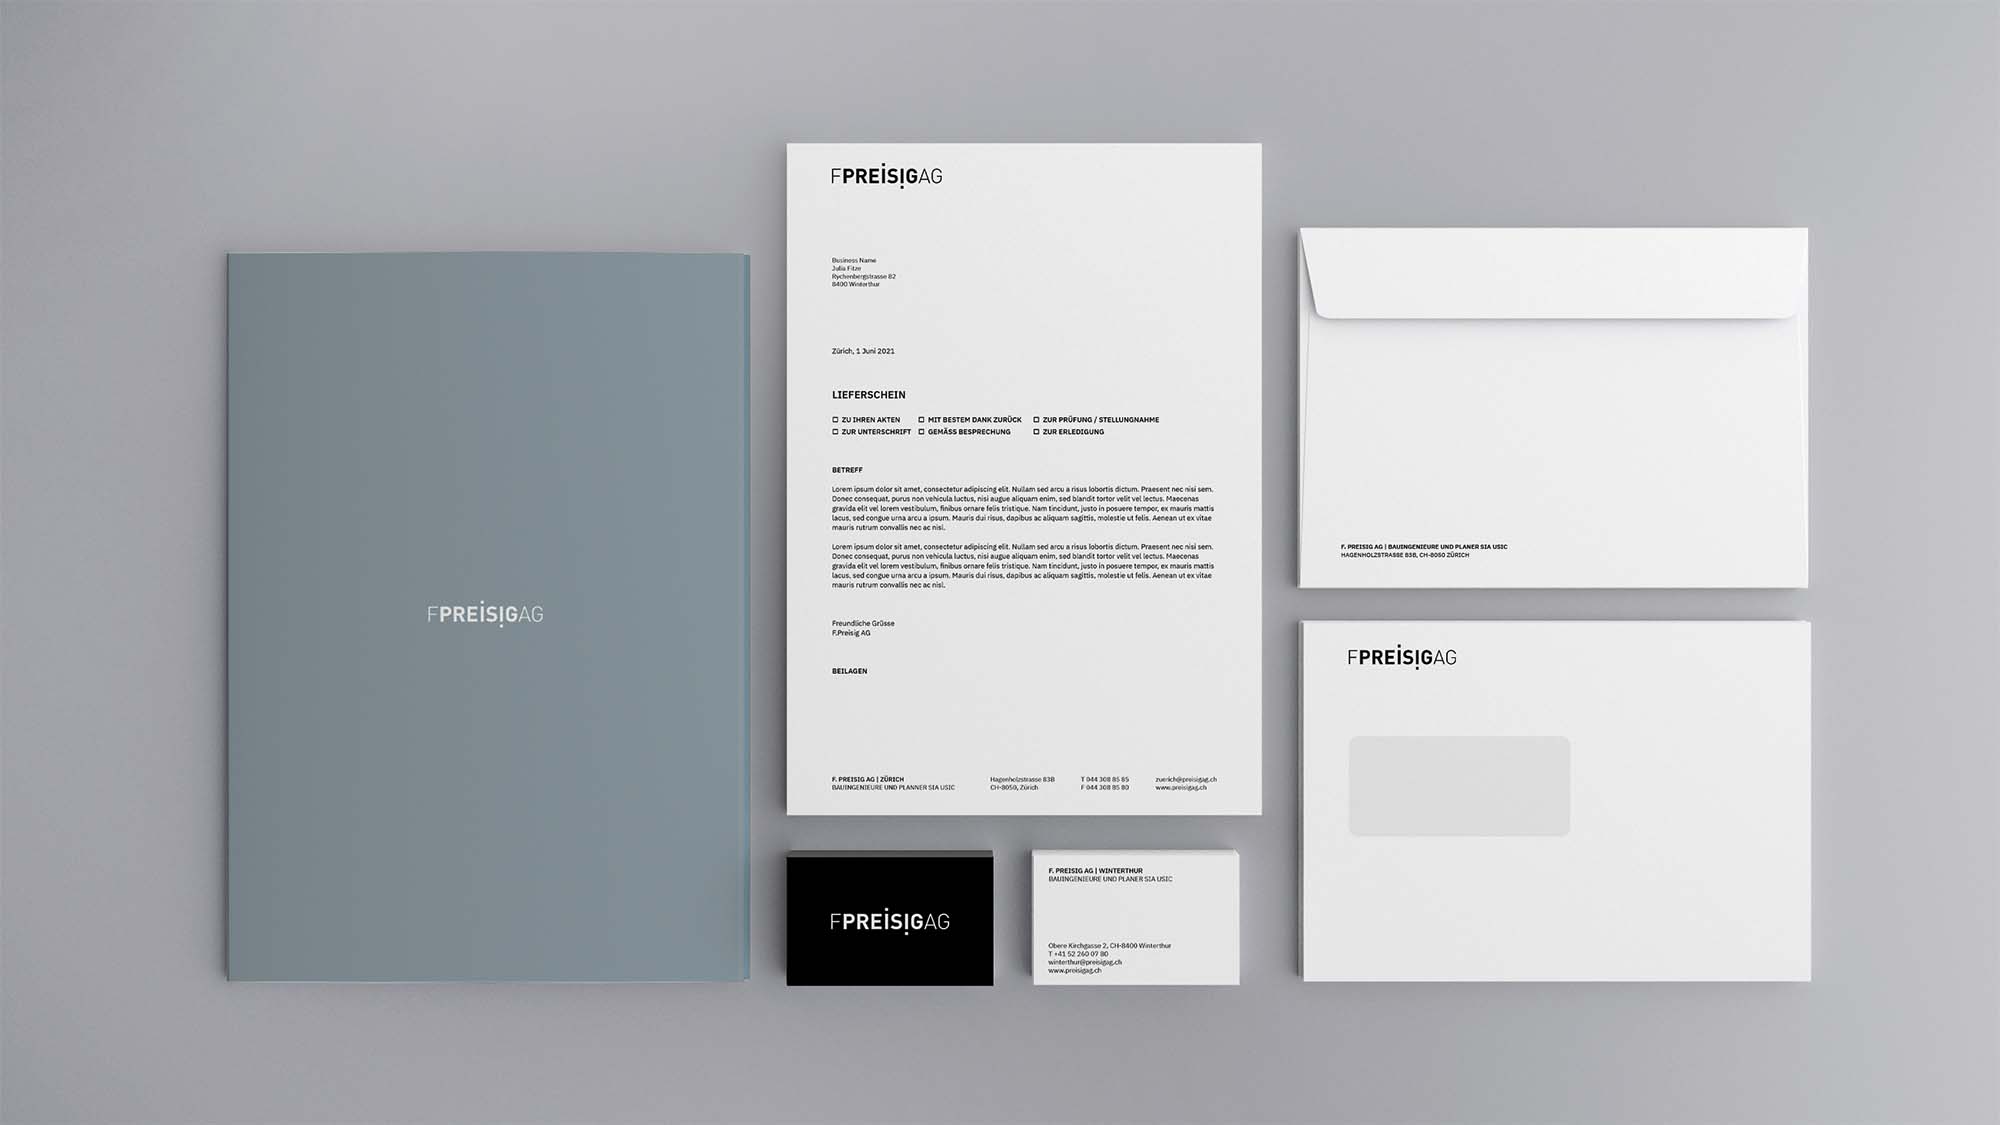 FPREiSIGAG
FPREiSIGAG
Business Name
Julia Fitze
Rychenbergstrasse 82
8400 Winterthur
Zürich, 1 Juni 2021
LIEFERSCHEIN
ZU IHREN AKTEN MIT BESTEM DANK ZURÜCK ZUR PRÜFUNG / STELLUNGNAHME
ZUR UNTERSCHRIFT GEMÄSS BESPRECHUNG ZUR ERLEDIGUNG
BETREFF
Lorem ipsum dolor sit amet, consectetur adipiscing elit. Nullam sed arcu a risus lobortis dictum. Praesent nec nisi sem.
Donec consequat, purus non vehicula luctus, nisi augue aliquam enim, sed blandit tortor velit vel lectus. Maecenas
gravida elit vel lorem vestibulum, finibus ornare felis tristique. Nam tincidunt, justo in posuere tempor, ex mauris mattis
lacus, sed congue urna arcu a ipsum. Mauris dui risus, dapibus ac aliquam sagittis, molestie ut felis. Aenean ut ex vitae
mauris rutrum convallis nec ac nisl.
Lorem ipsum dolor sit amet, consectetur adipiscing elit. Nullam sed arcu a risus lobortis dictum. Praesent nec nisi sem.
Donec consequat, purus non vehicula luctus, nisi augue aliquam enim, sed blandit tortor velit vel lectus. Maecenas
gravida elit vel lorem vestibulum, finibus ornare felis tristique. Nam tincidunt, justo in posuere tempor, ex mauris mattis
lacus, sed congue urna arcu a ipsum. Mauris dui risus, dapibus ac aliquam sagittis, molestie ut felis. Aenean ut ex vitae
mauris rutrum convallis nec ac nisl.
Freundliche Grüsse
F.Preisig AG
BEILAGEN
F. PREISIG AG | ZÜRICH Hagenholzstrasse 83B T 044 308 85 85 zuerich@preisigag.ch
BAUINGENIEURE UND PLANNER SIA USIC CH-8050, Zürich F 044 308 85 80 www.preisigag.ch
FPREiSIGAG
F. PREISIG AG | WINTERTHUR
BAUINGENIEURE UND PLANER SIA USIC
Obere Kirchgasse 2, CH-8400 Winterthur
T +41 52 260 07 80
winterthur@preisigag.ch
www.preisigag.ch
F. PREISIG AG | BAUINGENIEURE UND PLANER SIA USIC
HAGENHOLZSTRASSE 83B, CH-8050 ZÜRICH
FPREiSIGAG